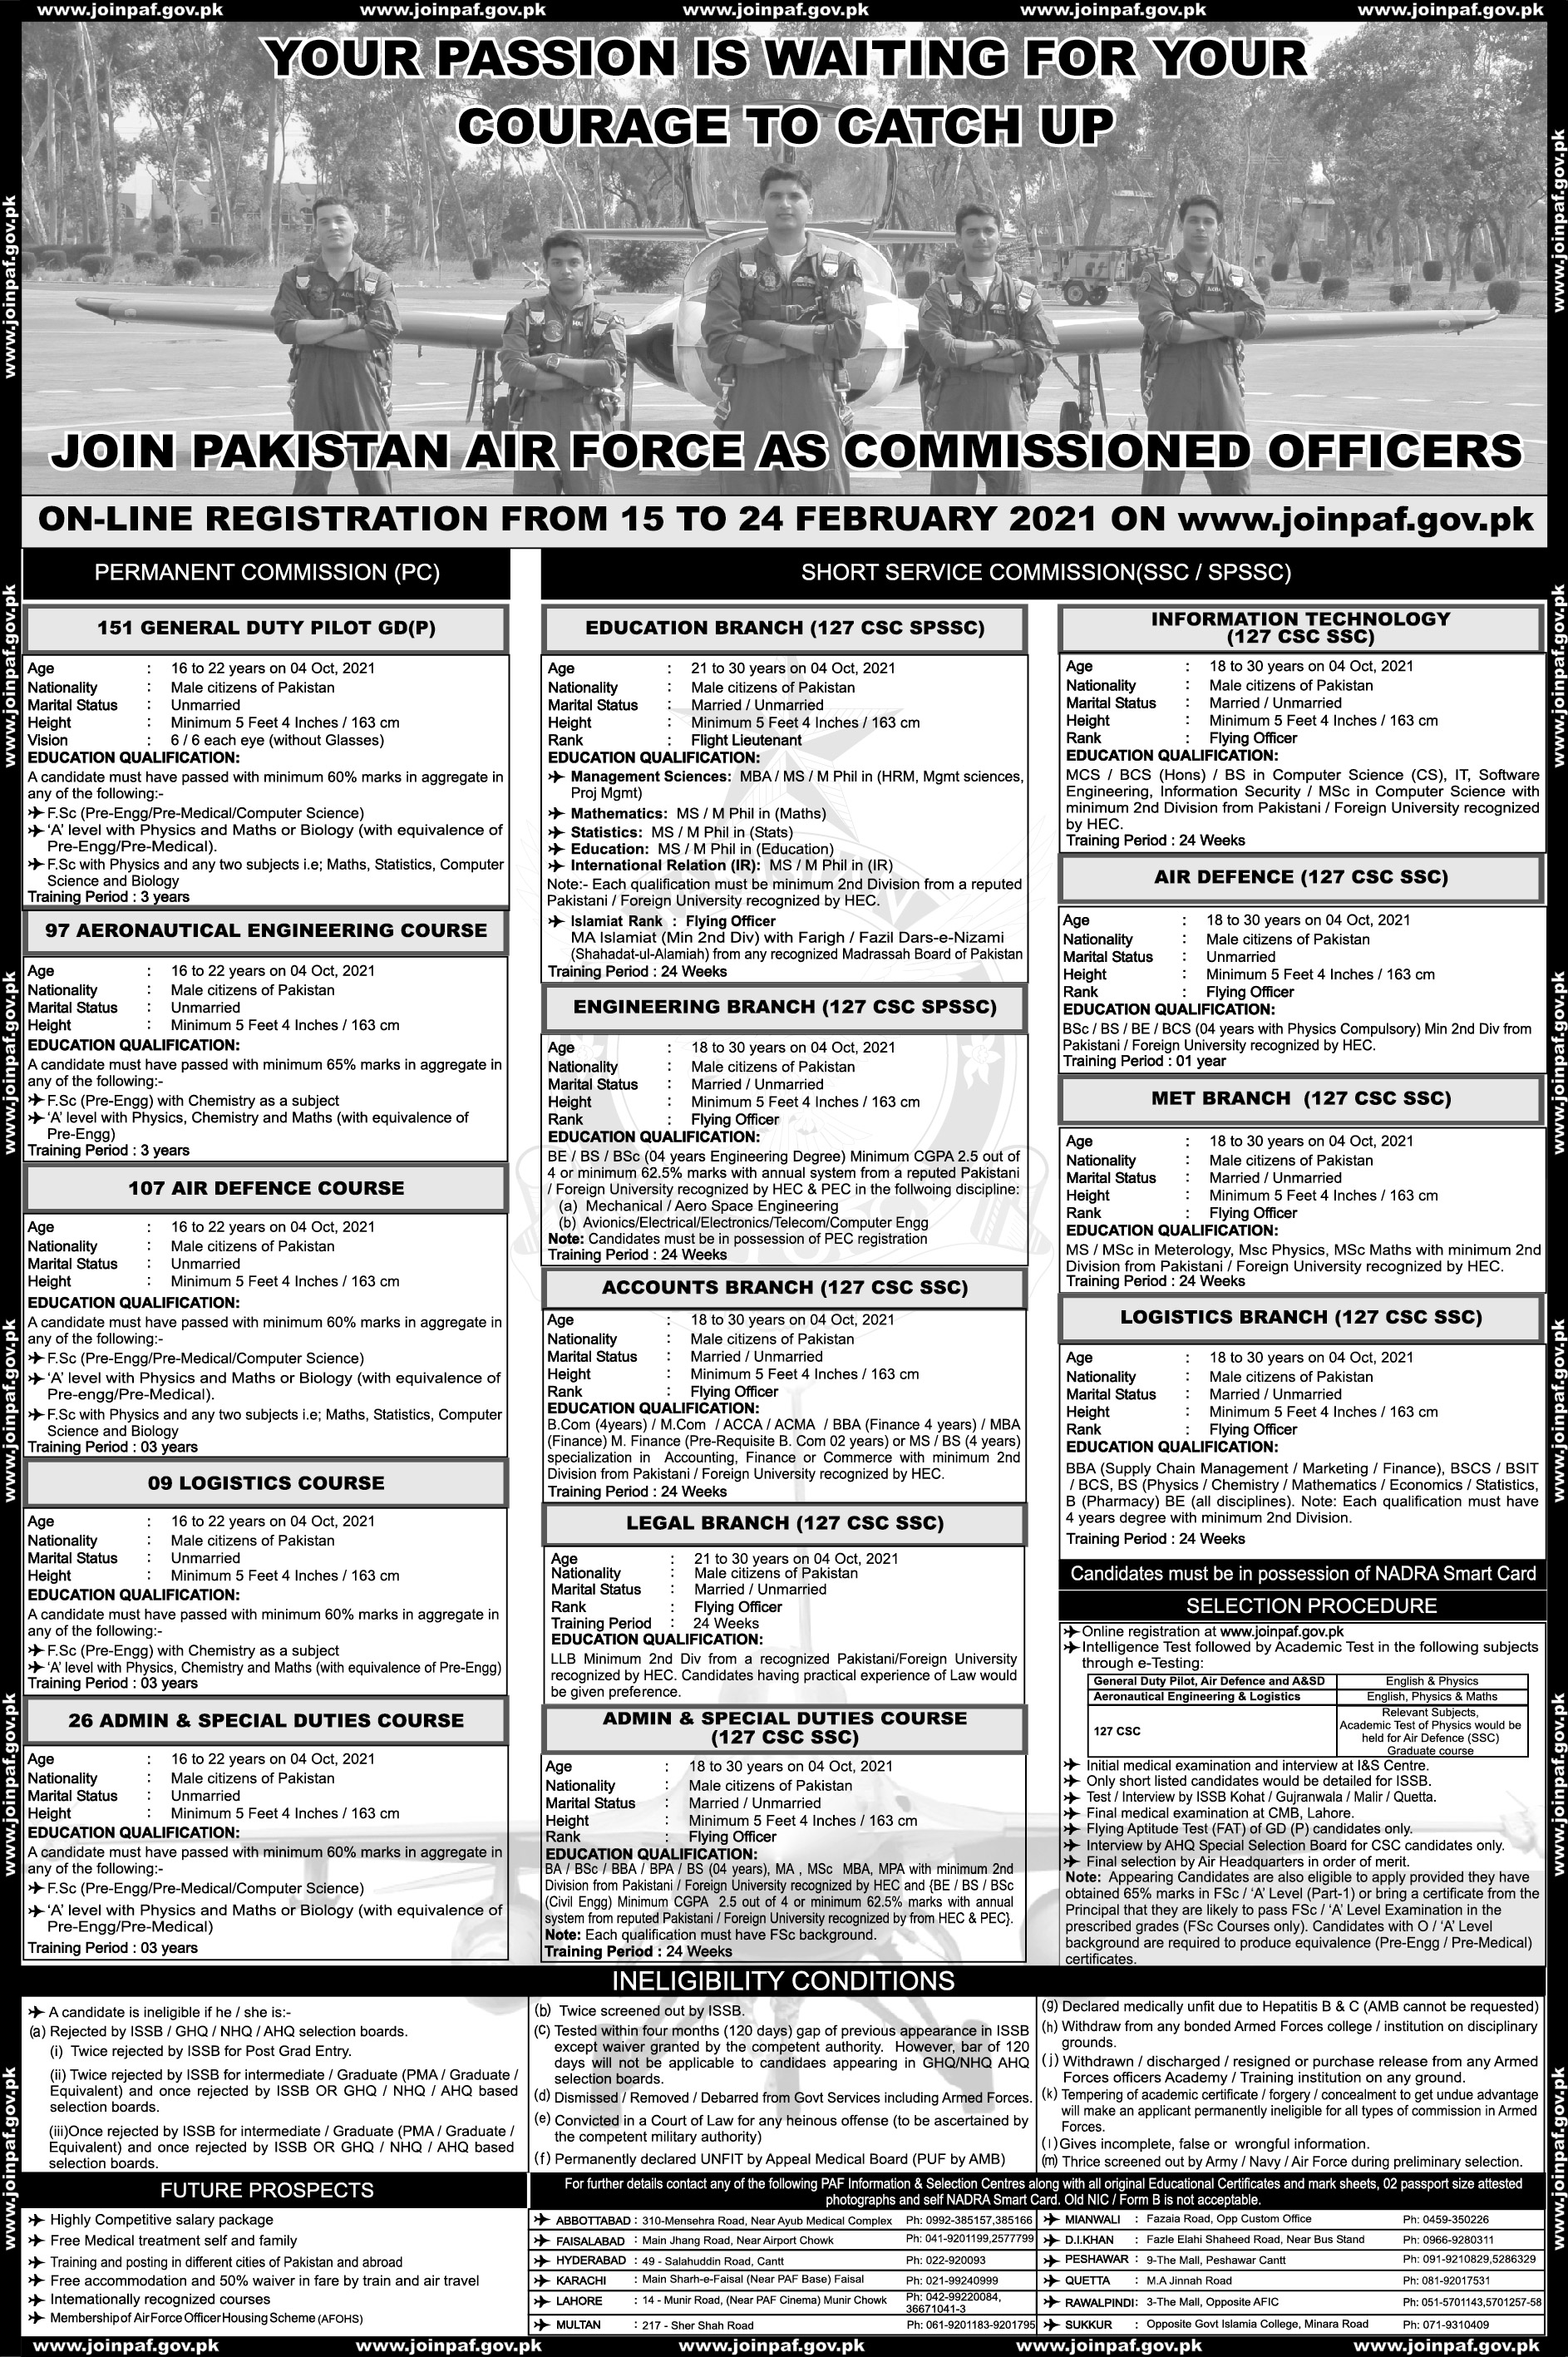 www.joinpaf.gov.pk www.joinpaf.gov.pk www.joinpaf.gov.pk www.joinpaf.gov.pk www.joinpaf.gov.pk
YOUR PASSION IS WAITING FOR YOUR
COURAGE TO CATCH UP
JOIN PAKISTAN AIR FORCE AS COMMISSIONED OFFICERS
ON-LINE REGISTRATION FROM 15 TO 24 FEBRUARY 2021 ON www.joinpaf.gov.pk
PERMANENT COMMISSION (PC)
151 GENERAL DUTY PILOT GD(P)
Age : 16 to 22 years on 04 Oct, 2021
Nationality : Male citizens of Pakistan
Marital Status : Unmarried
Height : Minimum 5 Feet 4 Inches / 163 cm
Vision : 6 / 6 each eye (without Glasses)
EDUCATION QUALIFICATION:
A candidate must have passed with minimum 60% marks in aggregate in
any of the following:-
F.Sc (Pre-Engg/Pre-Medical/Computer Science)
‘A’ level with Physics and Maths or Biology (with equivalence of
Pre-Engg/Pre-Medical).
F.Sc with Physics and any two subjects i.e; Maths, Statistics, Computer
Science and Biology
Training Period : 3 years
97 AERONAUTICAL ENGINEERING COURSE
Age : 16 to 22 years on 04 Oct, 2021
Nationality : Male citizens of Pakistan
Marital Status : Unmarried
Height : Minimum 5 Feet 4 Inches / 163 cm
EDUCATION QUALIFICATION:
A candidate must have passed with minimum 65% marks in aggregate in
any of the following:-
F.Sc (Pre-Engg) with Chemistry as a subject
‘A’ level with Physics, Chemistry and Maths (with equivalence of
Pre-Engg)
Training Period : 3 years
107 AIR DEFENCE COURSE
Age : 16 to 22 years on 04 Oct, 2021
Nationality : Male citizens of Pakistan
Marital Status : Unmarried
Height : Minimum 5 Feet 4 Inches / 163 cm
EDUCATION QUALIFICATION:
A candidate must have passed with minimum 60% marks in aggregate in
any of the following:-
F.Sc (Pre-Engg/Pre-Medical/Computer Science)
‘A’ level with Physics and Maths or Biology (with equivalence of
Pre-engg/Pre-Medical).
F.Sc with Physics and any two subjects i.e; Maths, Statistics, Computer
Science and Biology
Training Period : 03 years
09 LOGISTICS COURSE
Age : 16 to 22 years on 04 Oct, 2021
Nationality : Male citizens of Pakistan
Marital Status : Unmarried
Height : Minimum 5 Feet 4 Inches / 163 cm
EDUCATION QUALIFICATION:
A candidate must have passed with minimum 60% marks in aggregate in
any of the following:-
F.Sc (Pre-Engg) with Chemistry as a subject
‘A’ level with Physics, Chemistry and Maths (with equivalence of Pre-Engg)
Training Period : 03 years
26 ADMIN & SPECIAL DUTIES COURSE
Age : 16 to 22 years on 04 Oct, 2021
Nationality : Male citizens of Pakistan
Marital Status : Unmarried
Height : Minimum 5 Feet 4 Inches / 163 cm
EDUCATION QUALIFICATION:
A candidate must have passed with minimum 60% marks in aggregate in
any of the following:-
F.Sc (Pre-Engg/Pre-Medical/Computer Science)
‘A’ level with Physics and Maths or Biology (with equivalence of
Pre-Engg/Pre-Medical)
Training Period : 03 years
SHORT SERVICE COMMISSION(SSC / SPSSC)
EDUCATION BRANCH (127 CSC SPSSC)
Age : 21 to 30 years on 04 Oct, 2021
Nationality : Male citizens of Pakistan
Marital Status : Married / Unmarried
Height : Minimum 5 Feet 4 Inches / 163 cm
Rank : Flight Lieutenant
EDUCATION QUALIFICATION:
Management Sciences: MBA / MS / M Phil in (HRM, Mgmt sciences,
Proj Mgmt)
Mathematics: MS / M Phil in (Maths)
Statistics: MS / M Phil in (Stats)
Education: MS / M Phil in (Education)
International Relation (IR): MS / M Phil in (IR)
Note:- Each qualification must be minimum 2nd Division from a reputed
Pakistani / Foreign University recognized by HEC.
Islamiat Rank : Flying Officer
MA Islamiat (Min 2nd Div) with Farigh / Fazil Dars-e-Nizami
(Shahadat-ul-Alamiah) from any recognized Madrassah Board of Pakistan
Training Period : 24 Weeks
ENGINEERING BRANCH (127 CSC SPSSC)
Age : 18 to 30 years on 04 Oct, 2021
Nationality : Male citizens of Pakistan
Marital Status : Married / Unmarried
Height : Minimum 5 Feet 4 Inches / 163 cm
Rank : Flying Officer
EDUCATION QUALIFICATION:
BE / BS / BSc (04 years Engineering Degree) Minimum CGPA 2.5 out of
4 or minimum 62.5% marks with annual system from a reputed Pakistani
/ Foreign University recognized by HEC & PEC in the follwoing discipline:
(a) Mechanical / Aero Space Engineering
(b) Avionics/Electrical/Electronics/Telecom/Computer Engg
Note: Candidates must be in possession of PEC registration
Training Period : 24 Weeks
ACCOUNTS BRANCH (127 CSC SSC)
Age : 18 to 30 years on 04 Oct, 2021
Nationality : Male citizens of Pakistan
Marital Status : Married / Unmarried
Height : Minimum 5 Feet 4 Inches / 163 cm
Rank : Flying Officer
EDUCATION QUALIFICATION:
B.Com (4years) / M.Com / ACCA / ACMA / BBA (Finance 4 years) / MBA
(Finance) M. Finance (Pre-Requisite B. Com 02 years) or MS / BS (4 years)
specialization in Accounting, Finance or Commerce with minimum 2nd
Division from Pakistani / Foreign University recognized by HEC.
Training Period : 24 Weeks
LEGAL BRANCH (127 CSC SSC)
Age : 21 to 30 years on 04 Oct, 2021
Nationality : Male citizens of Pakistan
Marital Status : Married / Unmarried
Rank : Flying Officer
Training Period : 24 Weeks
EDUCATION QUALIFICATION:
LLB Minimum 2nd Div from a recognized Pakistani/Foreign University
recognized by HEC. Candidates having practical experience of Law would
be given preference.
ADMIN & SPECIAL DUTIES COURSE
(127 CSC SSC)
Age : 18 to 30 years on 04 Oct, 2021
Nationality : Male citizens of Pakistan
Marital Status : Married / Unmarried
Height : Minimum 5 Feet 4 Inches / 163 cm
Rank : Flying Officer
EDUCATION QUALIFICATION:
BA / BSc / BBA / BPA / BS (04 years), MA , MSc MBA, MPA with minimum 2nd
Division from Pakistani / Foreign University recognized by HEC and {BE / BS / BSc
(Civil Engg) Minimum CGPA 2.5 out of 4 or minimum 62.5% marks with annual
system from reputed Pakistani / Foreign University recognized by from HEC & PEC}.
Note: Each qualification must have FSc background.
Training Period : 24 Weeks
INFORMATION TECHNOLOGY
(127 CSC SSC)
Age : 18 to 30 years on 04 Oct, 2021
Nationality : Male citizens of Pakistan
Marital Status : Married / Unmarried
Height : Minimum 5 Feet 4 Inches / 163 cm
Rank : Flying Officer
EDUCATION QUALIFICATION:
MCS / BCS (Hons) / BS in Computer Science (CS), IT, Software
Engineering, Information Security / MSc in Computer Science with
minimum 2nd Division from Pakistani / Foreign University recognized
by HEC.
Training Period : 24 Weeks
AIR DEFENCE (127 CSC SSC)
Age : 18 to 30 years on 04 Oct, 2021
Nationality : Male citizens of Pakistan
Marital Status : Unmarried
Height : Minimum 5 Feet 4 Inches / 163 cm
Rank : Flying Officer
EDUCATION QUALIFICATION:
BSc / BS / BE / BCS (04 years with Physics Compulsory) Min 2nd Div from
Pakistani / Foreign University recognized by HEC.
Training Period : 01 year
MET BRANCH (127 CSC SSC)
Age : 18 to 30 years on 04 Oct, 2021
Nationality : Male citizens of Pakistan
Marital Status : Married / Unmarried
Height : Minimum 5 Feet 4 Inches / 163 cm
Rank : Flying Officer
EDUCATION QUALIFICATION:
MS / MSc in Meterology, Msc Physics, MSc Maths with minimum 2nd
Division from Pakistani / Foreign University recognized by HEC.
Training Period : 24 Weeks
LOGISTICS BRANCH (127 CSC SSC)
Age : 18 to 30 years on 04 Oct, 2021
Nationality : Male citizens of Pakistan
Marital Status : Married / Unmarried
Height : Minimum 5 Feet 4 Inches / 163 cm
Rank : Flying Officer
EDUCATION QUALIFICATION:
BBA (Supply Chain Management / Marketing / Finance), BSCS / BSIT
/ BCS, BS (Physics / Chemistry / Mathematics / Economics / Statistics,
B (Pharmacy) BE (all disciplines). Note: Each qualification must have
4 years degree with minimum 2nd Division.
Training Period : 24 Weeks
Candidates must be in possession of NADRA Smart Card
SELECTION PROCEDURE
Online registration at www.joinpaf.gov.pk
Intelligence Test followed by Academic Test in the following subjects
through e-Testing:
General Duty Pilot, Air Defence and A&SD English & Physics
Aeronautical Engineering & Logistics English, Physics & Maths
127 CSC Relevant Subjects,
Academic Test of Physics would be
held for Air Defence (SSC)
Graduate course
Initial medical examination and interview at I&S Centre.
Only short listed candidates would be detailed for ISSB.
Test / Interview by ISSB Kohat / Gujranwala / Malir / Quetta.
Final medical examination at CMB, Lahore.
Flying Aptitude Test (FAT) of GD (P) candidates only.
Interview by AHQ Special Selection Board for CSC candidates only.
Final selection by Air Headquarters in order of merit.
Note: Appearing Candidates are also eligible to apply provided they have
obtained 65% marks in FSc / ‘A’ Level (Part-1) or bring a certificate from the
Principal that they are likely to pass FSc / ‘A’ Level Examination in the
prescribed grades (FSc Courses only). Candidates with O / ‘A’ Level
background are required to produce equivalence (Pre-Engg / Pre-Medical)
certificates.
INELIGIBILITY CONDITIONS
A candidate is ineligible if he / she is:-
(a) Rejected by ISSB / GHQ / NHQ / AHQ selection boards.
(i) Twice rejected by ISSB for Post Grad Entry.
(ii) Twice rejected by ISSB for intermediate / Graduate (PMA / Graduate /
Equivalent) and once rejected by ISSB OR GHQ / NHQ / AHQ based
selection boards.
(iii)Once rejected by ISSB for intermediate / Graduate (PMA / Graduate /
Equivalent) and once rejected by ISSB OR GHQ / NHQ / AHQ based
selection boards.
(b) Twice screened out by ISSB.
(c) Tested within four months (120 days) gap of previous appearance in ISSB
except waiver granted by the competent authority. However, bar of 120
days will not be applicable to candidaes appearing in GHQ/NHQ AHQ
selection boards.
(d) Dismissed / Removed / Debarred from Govt Services including Armed Forces.
(e) Convicted in a Court of Law for any heinous offense (to be ascertained by
the competent military authority)
(f) Permanently declared UNFIT by Appeal Medical Board (PUF by AMB)
(g) Declared medically unfit due to Hepatitis B & C (AMB cannot be requested)
(h) Withdraw from any bonded Armed Forces college / institution on disciplinary
grounds.
(j) Withdrawn / discharged / resigned or purchase release from any Armed
Forces officers Academy / Training institution on any ground.
(k) Tempering of academic certificate / forgery / concealment to get undue advantage
will make an applicant permanently ineligible for all types of commission in Armed
Forces.
(l) Gives incomplete, false or wrongful information.
(m) Thrice screened out by Army / Navy / Air Force during preliminary selection.
FUTURE PROSPECTS
Highly Competitive salary package
Free Medical treatment self and family
Training and posting in different cities of Pakistan and abroad
Free accommodation and 50% waiver in fare by train and air travel
Internationally recognized courses
Membership of Air Force Officer Housing Scheme (AFOHS)
For further details contact any of the following PAF Information & Selection Centres along with all original Educational Certificates and mark sheets, 02 passport size attested
photographs and self NADRA Smart Card. Old NIC / Form B is not acceptable.
ABBOTTABAD : 310-Mensehra Road, Near Ayub Medical Complex Ph: 0992-385157,385166
FAISALABAD : Main Jhang Road, Near Airport Chowk Ph: 041-9201199,2577799
HYDERABAD : 49 - Salahuddin Road, Cantt Ph: 022-920093
KARACHI : Main Sharh-e-Faisal (Near PAF Base) Faisal Ph: 021-99240999
LAHORE : 14 - Munir Road, (Near PAF Cinema) Munir Chowk Ph: 042-99220084,
36671041-3
MULTAN : 217 - Sher Shah Road Ph: 061-9201183-9201795
MIANWALI : Fazaia Road, Opp Custom Office Ph: 0459-350226
D.I.KHAN : Fazle Elahi Shaheed Road, Near Bus Stand Ph: 0966-9280311
PESHAWAR : 9-The Mall, Peshawar Cantt Ph: 091-9210829,5286329
QUETTA : M.A Jinnah Road Ph: 081-92017531
RAWALPINDI: 3-The Mall, Opposite AFIC Ph: 051-5701143,5701257-58
SUKKUR : Opposite Govt Islamia College, Minara Road Ph: 071-9310409
www.joinpaf.gov.pk www.joinpaf.gov.pk www.joinpaf.gov.pk www.joinpaf.gov.pk www.joinpaf.gov.pk
www.joinpaf.gov.pk
www.joinpaf.gov.pk
www.joinpaf.gov.pk
www.joinpaf.gov.pk
www.joinpaf.gov.pk
www.joinpaf.gov.pk
www.joinpaf.gov.pk
www.joinpaf.gov.pk
www.joinpaf.gov.pk
www.joinpaf.gov.pk
www.joinpaf.gov.pk
www.joinpaf.gov.pk